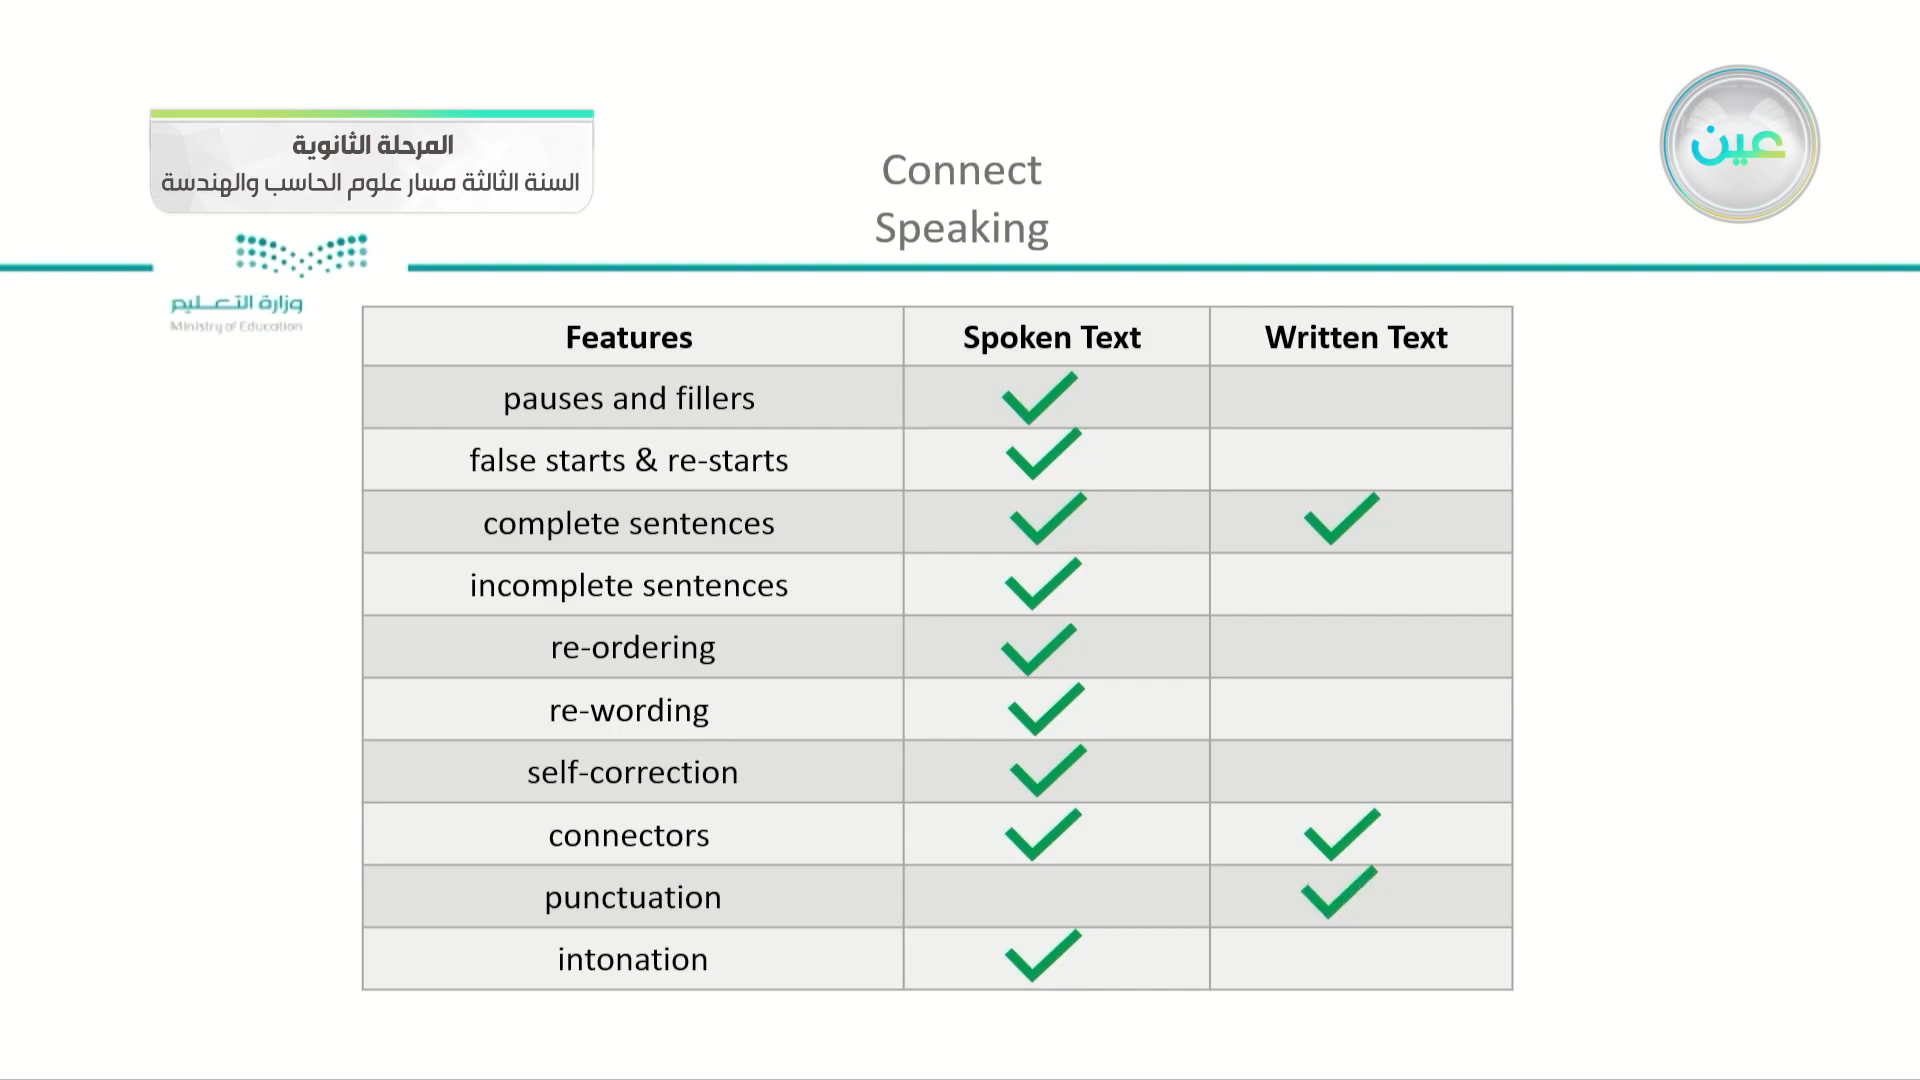 المرحلة الثانوية
السنة الثالثة مسار علوم الحاسب والهندسة
Connect
Speaking
عين
وزارة التعليم
Ministry of Education
Features Spoken Text Written Text
pauses and fillers ✓
false starts & re-starts ✓
complete sentences ✓ ✓
incomplete sentences ✓
re-ordering ✓
re-wording ✓
self-correction ✓
connectors ✓ ✓
punctuation ✓
intonation ✓